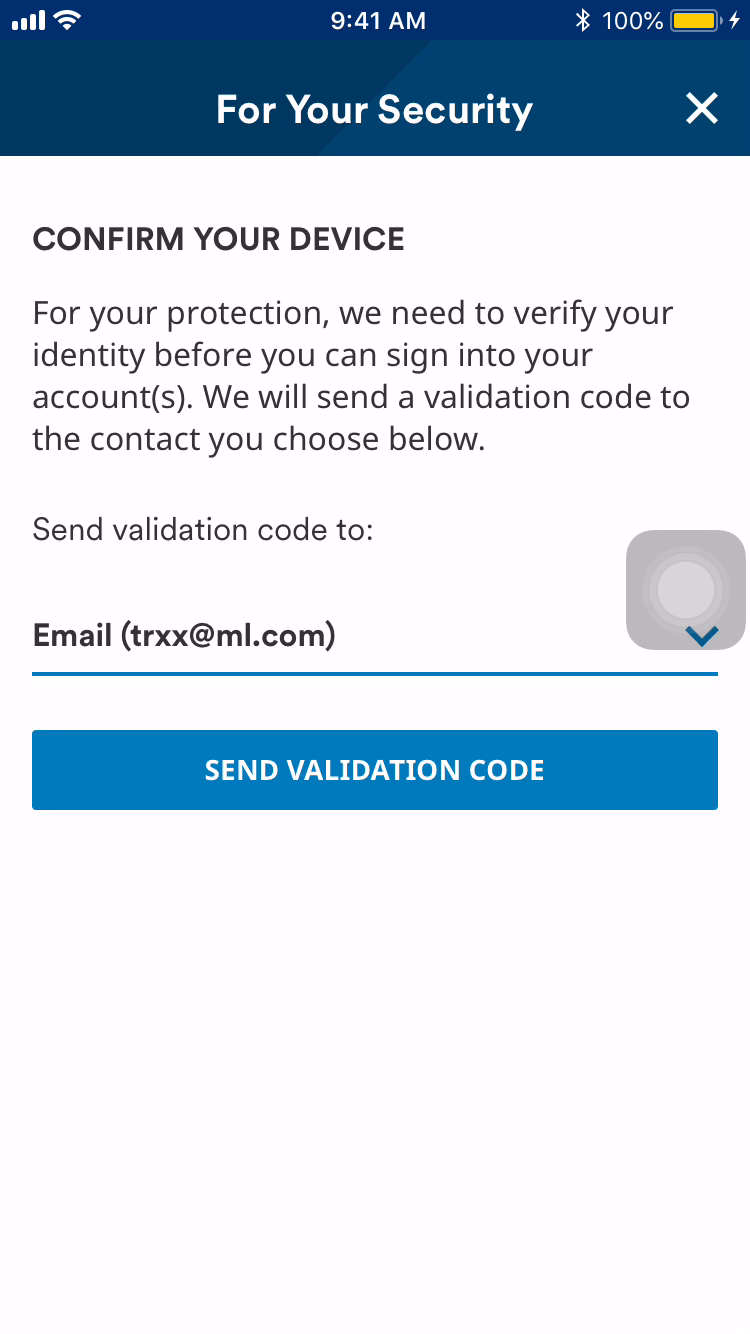 9:41 AM
100%
For Your Security
CONFIRM YOUR DEVICE
For your protection, we need to verify your
identity before you can sign into your
account(s). We will send a validation code to
the contact you choose below.
Send validation code to:
Email (trxx@ml.com)
SEND VALIDATION CODE